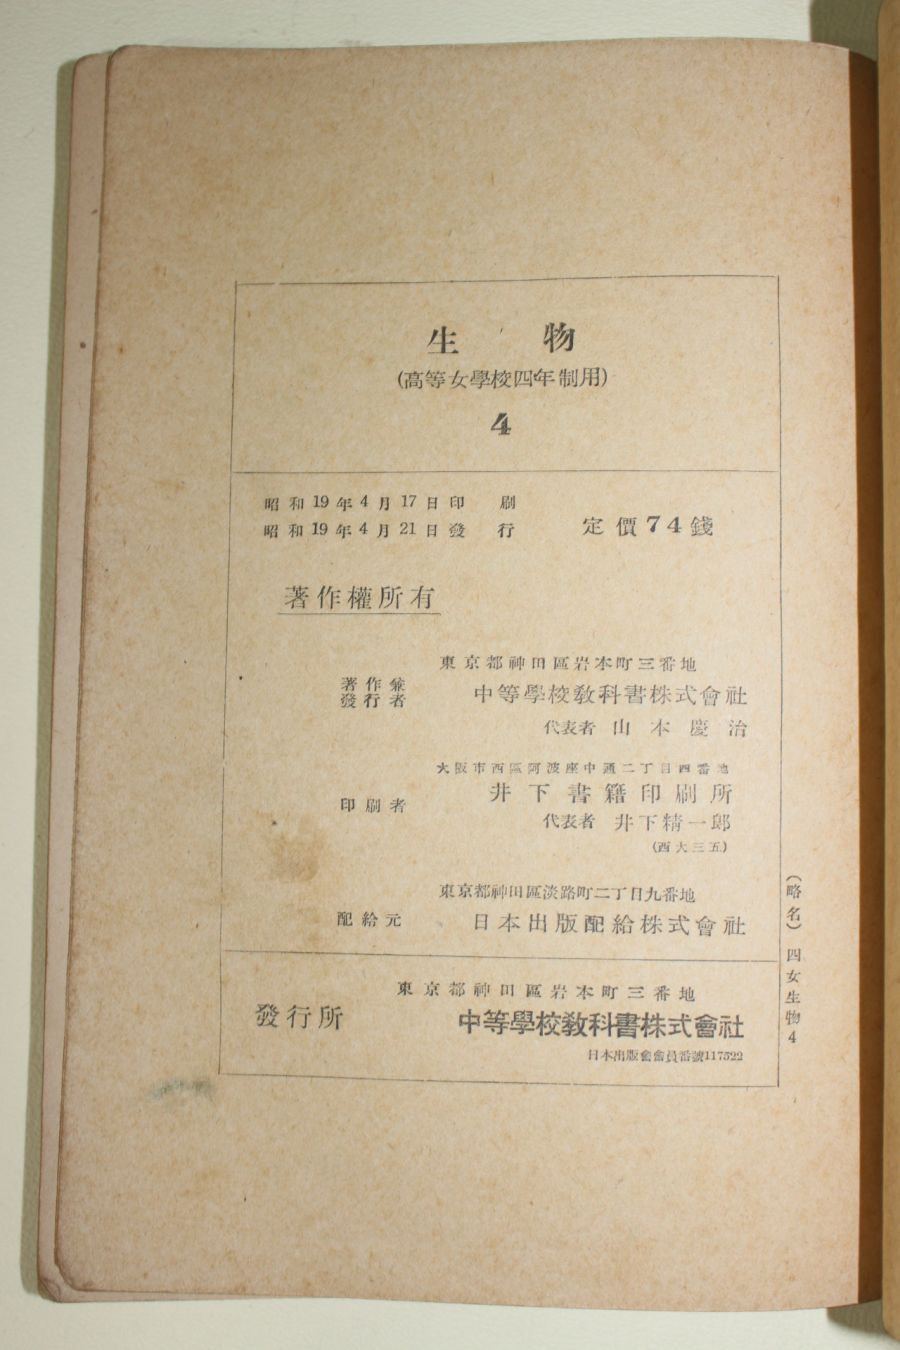 生 物
(高等女學校四年制用)
4
昭和19年4月17日印 刷
昭和19年4月21日發 行
定價74錢
著作權所有
東京都神田區岩本町三番地
著作兼
發行者
中等學校教科書株式會社
代表者 山本慶治
大阪市西區阿波座中通二丁目四番地
印刷者
井下書籍印刷所
代表者 井下精一郎
(西大三五)
東京都神田區淡路町二丁目九番地
配給元
日本出版配給株式會社
東京都神田區岩本町三番地
發行所
中等學校教科書株式會社
日本出版會會員番號117522
(略名) 四女生物4